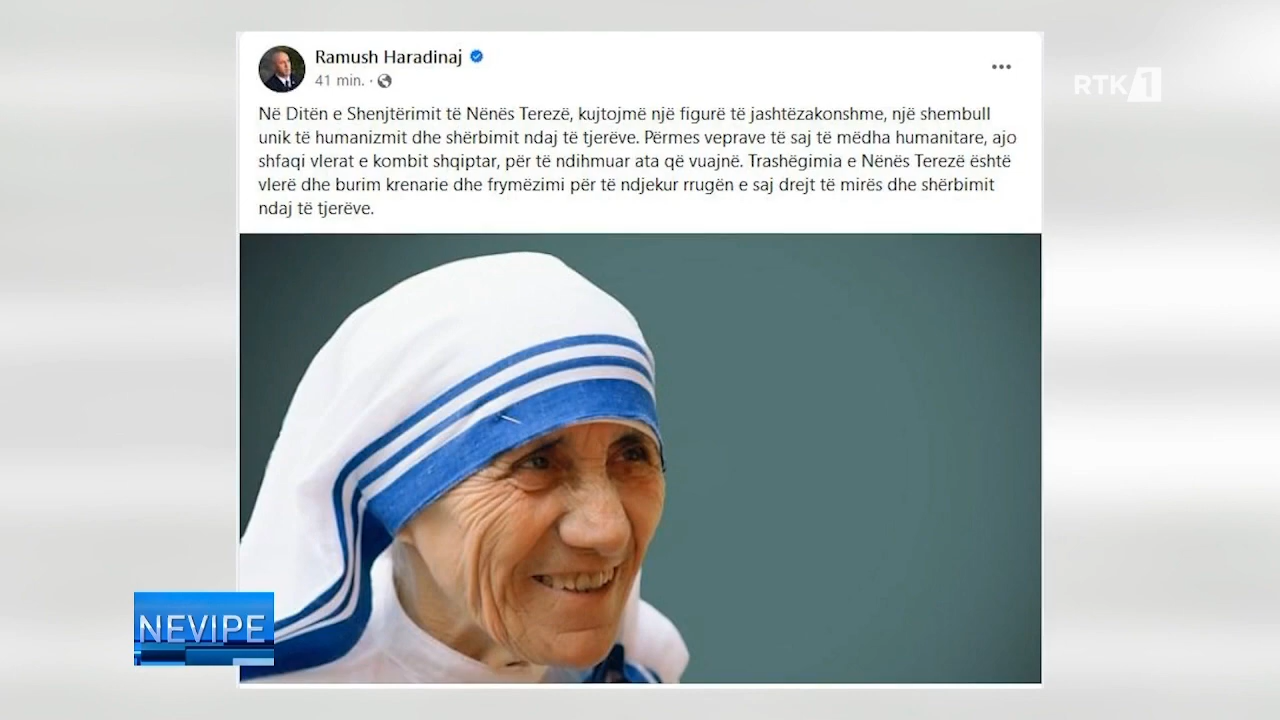 Ramush Haradinaj
41 min. ·
RTK1
Në Ditën e Shenjtërimit të Nënës Terezë, kujtojmë një figurë të jashtëzakonshme, një shembull
unik të humanizmit dhe shërbimit ndaj të tjerëve. Përmes veprave të saj të mëdha humanitare, ajo
shfaqi vlerat e kombit shqiptar, për të ndihmuar ata që vuajnë. Trashëgimia e Nënës Terezë është
vlerë dhe burim krenarie dhe frymëzimi për të ndjekur rrugën e saj drejt të mirës dhe shërbimit
ndaj të tjerëve.
NEVIPE